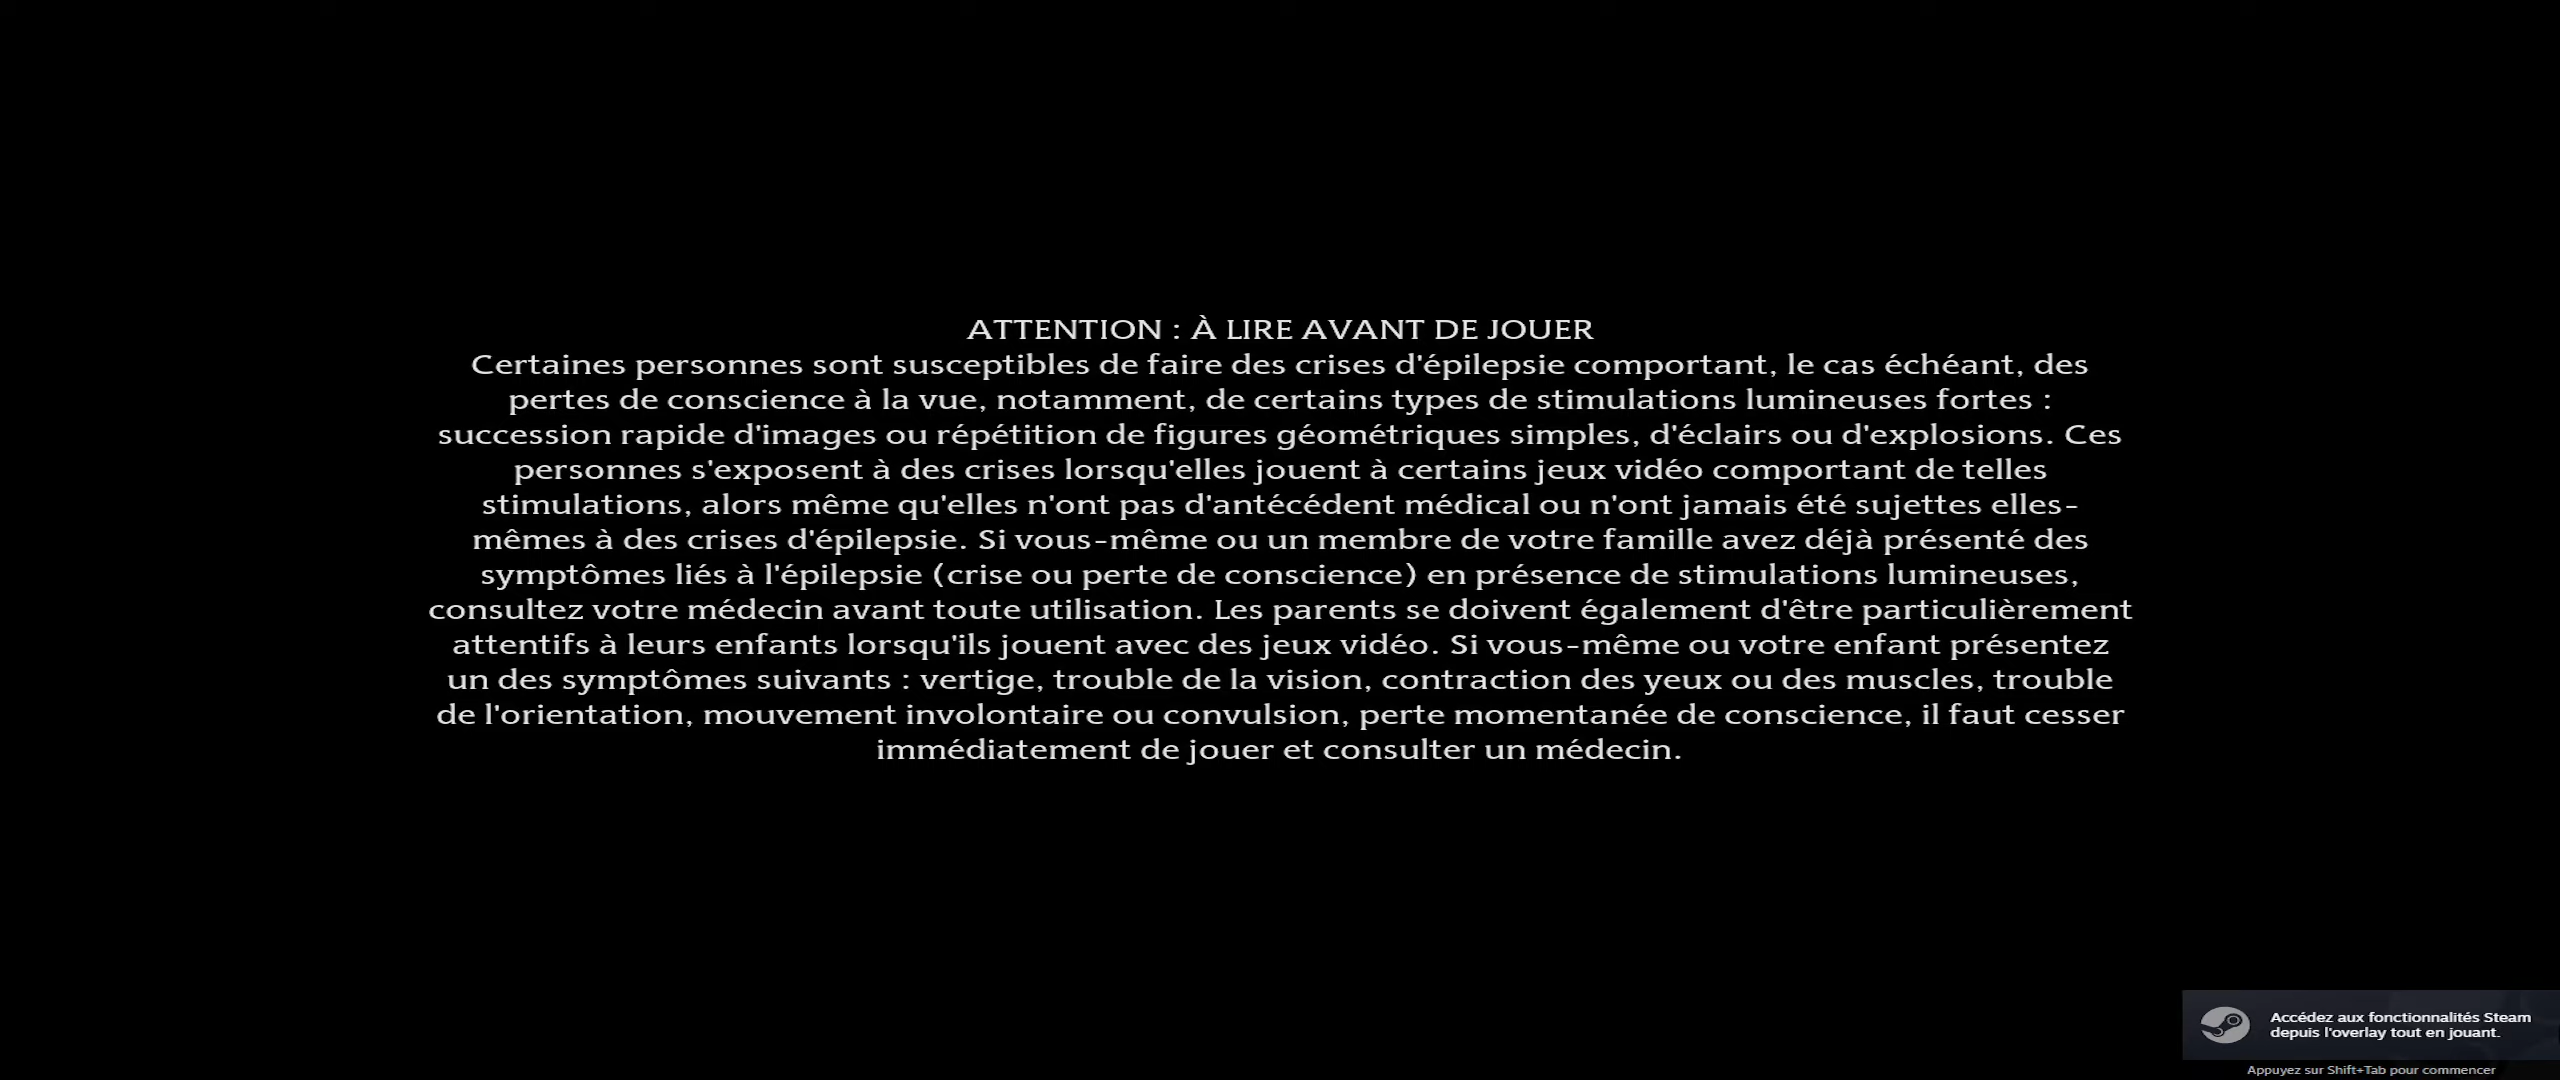 ATTENTION : À LIRE AVANT DE JOUER
Certaines personnes sont susceptibles de faire des crises d'épilepsie comportant, le cas échéant, des
pertes de conscience à la vue, notamment, de certains types de stimulations lumineuses fortes :
succession rapide d'images ou répétition de figures géométriques simples, d'éclairs ou d'explosions. Ces
personnes s'exposent à des crises lorsqu'elles jouent à certains jeux vidéo comportant de telles
stimulations, alors même qu'elles n'ont pas d'antécédent médical ou n'ont jamais été sujettes elles-
mêmes à des crises d'épilepsie. Si vous-même ou un membre de votre famille avez déjà présenté des
symptômes liés à l'épilepsie (crise ou perte de conscience) en présence de stimulations lumineuses,
consultez votre médecin avant toute utilisation. Les parents se doivent également d'être particulièrement
attentifs à leurs enfants lorsqu'ils jouent avec des jeux vidéo. Si vous-même ou votre enfant présentez
un des symptômes suivants : vertige, trouble de la vision, contraction des yeux ou des muscles, trouble
de l'orientation, mouvement involontaire ou convulsion, perte momentanée de conscience, il faut cesser
immédiatement de jouer et consulter un médecin.
Accédez aux fonctionnalités Steam
depuis l'overlay tout en jouant.
Appuyez sur Shift+Tab pour commencer